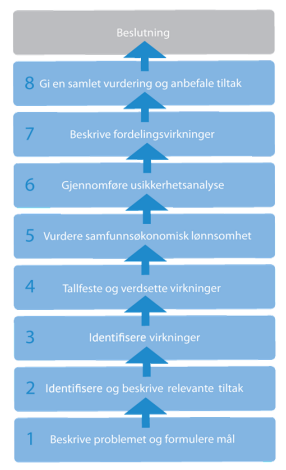 Beslutning
8 Gi en samlet vurdering og anbefale tiltak
7 Beskrive fordelingsvirkninger
6 Gjennomføre usikkerhetsanalyse
5 Vurdere samfunnsøkonomisk lønnsomhet
4 Tallfeste og verdsette virkninger
3 Identifisere virkninger
2 Identifisere og beskrive relevante tiltak
1 Beskrive problemet og formulere mål